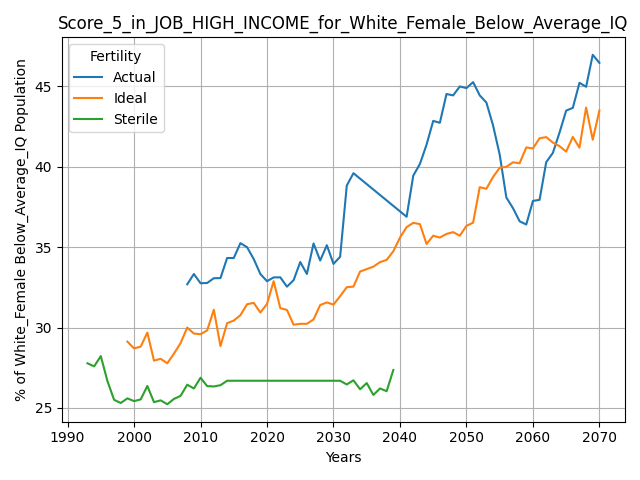 Score_5_in_JOB_HIGH_INCOME_for_White_Female_Below_Average_IQ
Fertility
Actual
Ideal
Sterile
% of White_Female Below_Average_IQ Population
45
40
35
30
25
1990 2000 2010 2020 2030 2040 2050 2060 2070
Years